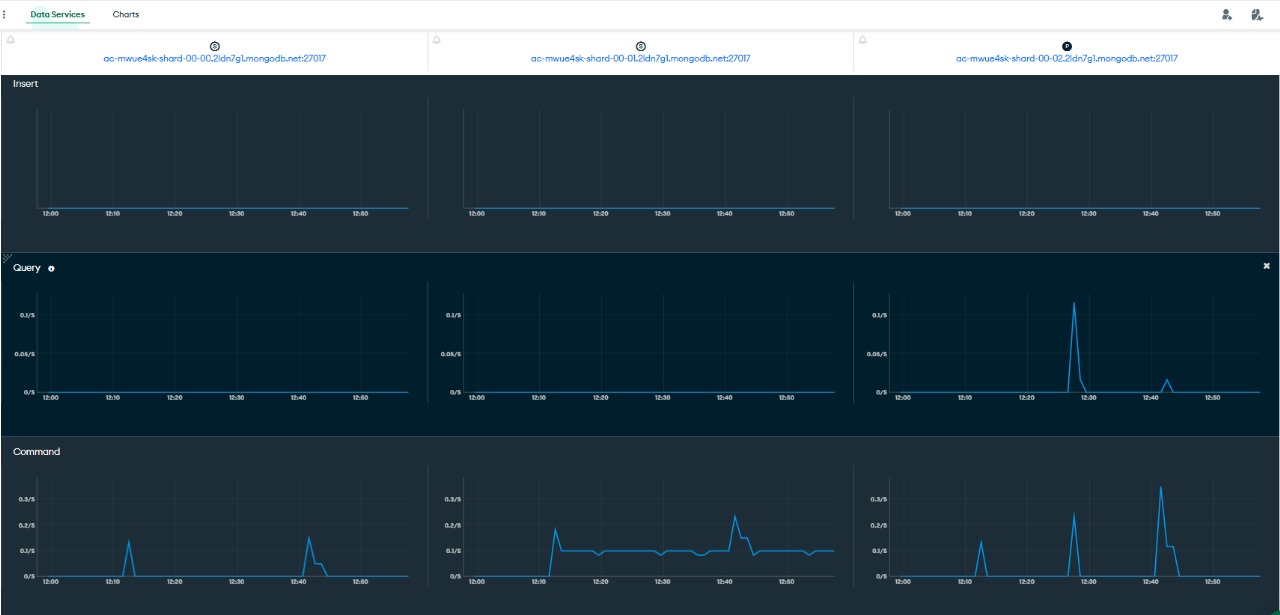 Data Services Charts
S S P
ac-mwue4sk-shard-00-00.2ldn7g1.mongodb.net:27017 ac-mwue4sk-shard-00-01.2ldn7g1.mongodb.net:27017 ac-mwue4sk-shard-00-02.2ldn7g1.mongodb.net:27017
Insert
12:00 12:10 12:20 12:30 12:40 12:50 12:00 12:10 12:20 12:30 12:40 12:50 12:00 12:10 12:20 12:30 12:40 12:50
Query
0.1/S 0.1/S 0.1/S
0.05/S 0.05/S 0.05/S
0/S 0/S 0/S
12:00 12:10 12:20 12:30 12:40 12:50 12:00 12:10 12:20 12:30 12:40 12:50 12:00 12:10 12:20 12:30 12:40 12:50
Command
0.3/S 0.3/S 0.3/S
0.2/S 0.2/S 0.2/S
0.1/S 0.1/S 0.1/S
0/S 0/S 0/S
12:00 12:10 12:20 12:30 12:40 12:50 12:00 12:10 12:20 12:30 12:40 12:50 12:00 12:10 12:20 12:30 12:40 12:50